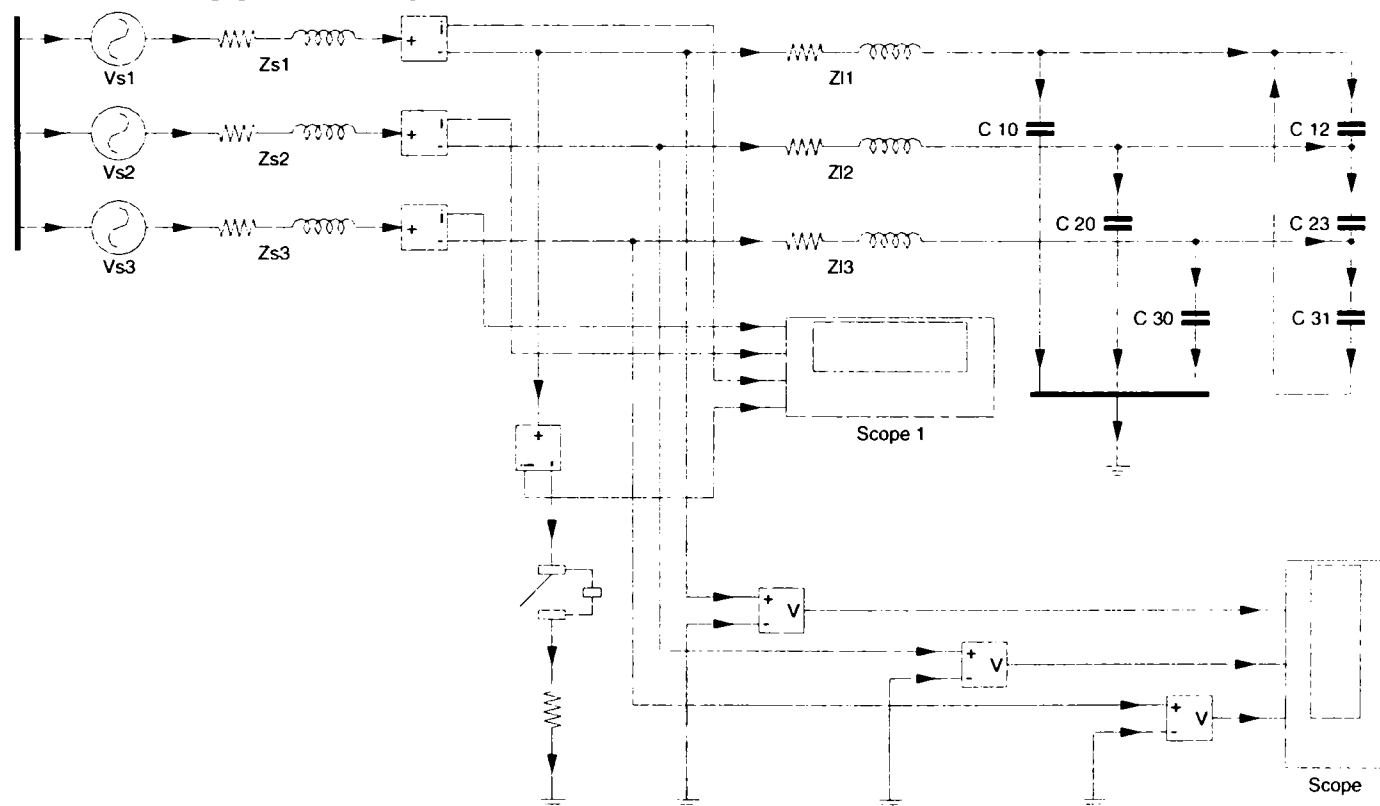 Vs1
Zs1
Zl1
C 10
C 12
Vs2
Zs2
Zl2
C 20
C 23
Vs3
Zs3
Zl3
C 30
C 31
Scope 1
+
-
V
+
-
V
+
-
V
Scope